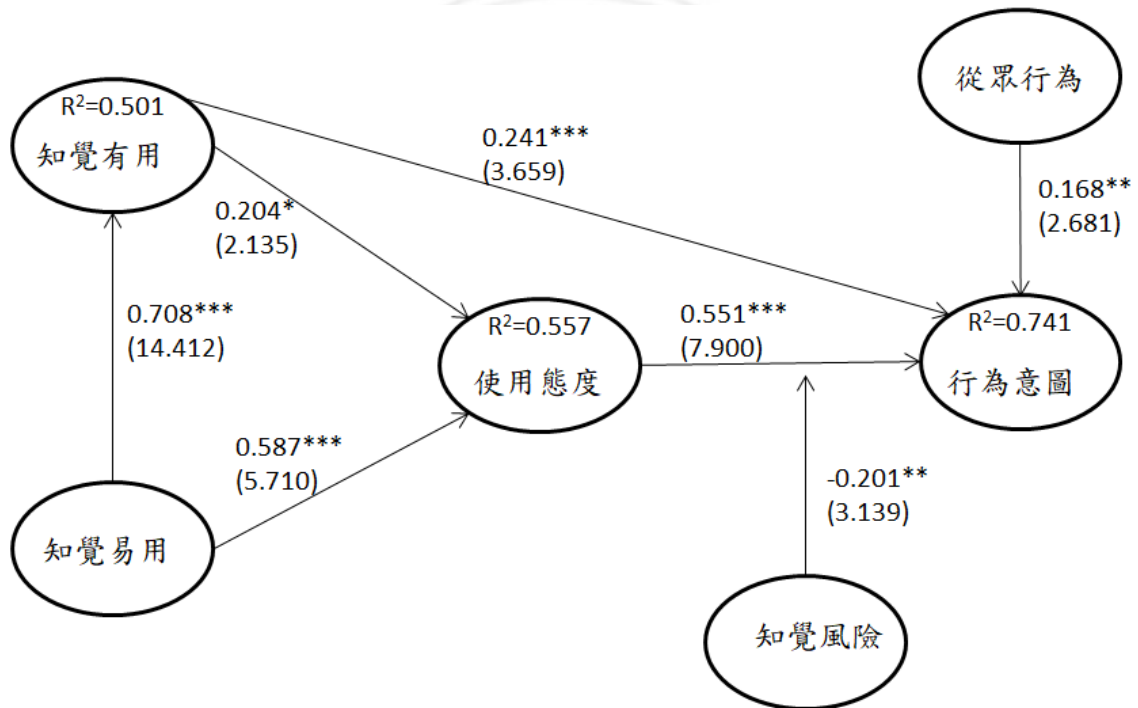 從眾行為
R²=0.501
知覺有用
0.241***
(3.659)
0.168**
(2.681)
0.204*
(2.135)
0.708***
(14.412)
R²=0.557
使用態度
0.551***
(7.900)
R²=0.741
行為意圖
0.587***
(5.710)
-0.201**
(3.139)
知覺易用
知覺風險